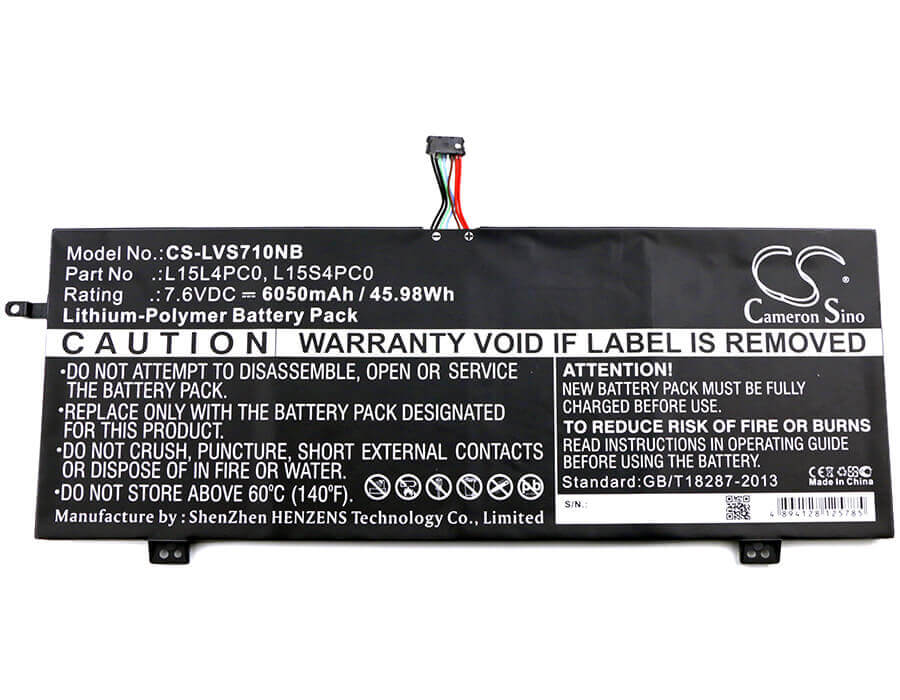 Model No.:CS-LVS710NB
Part No :L15L4PC0, L15S4PC0
Rating .:7.6VDC ⎓ 6050mAh / 45.98Wh
Lithium-Polymer Battery Pack
CS
Cameron Sino
CAUTION WARRANTY VOID IF LABEL IS REMOVED
•DO NOT ATTEMPT TO DISASSEMBLE, OPEN OR SERVICE
THE BATTERY PACK.
•REPLACE ONLY WITH THE BATTERY PACK DESIGNATED
FOR THIS PRODUCT.
•DO NOT CRUSH, PUNCTURE, SHORT EXTERNAL CONTACTS
OR DISPOSE OF IN FIRE OR WATER.
•DO NOT STORE ABOVE 60°C (140°F).
Manufacture by : ShenZhen HENZENS Technology Co., Limited
ATTENTION!
NEW BATTERY PACK MUST BE FULLY
CHARGED BEFORE USE.
TO REDUCE RISK OF FIRE OR BURNS
READ INSTRUCTIONS IN OPERATING GUIDE
BEFORE USING THE BATTERY.
Standard:GB/T18287-2013
CE
Made In China
S/N.:
4 894128 125785